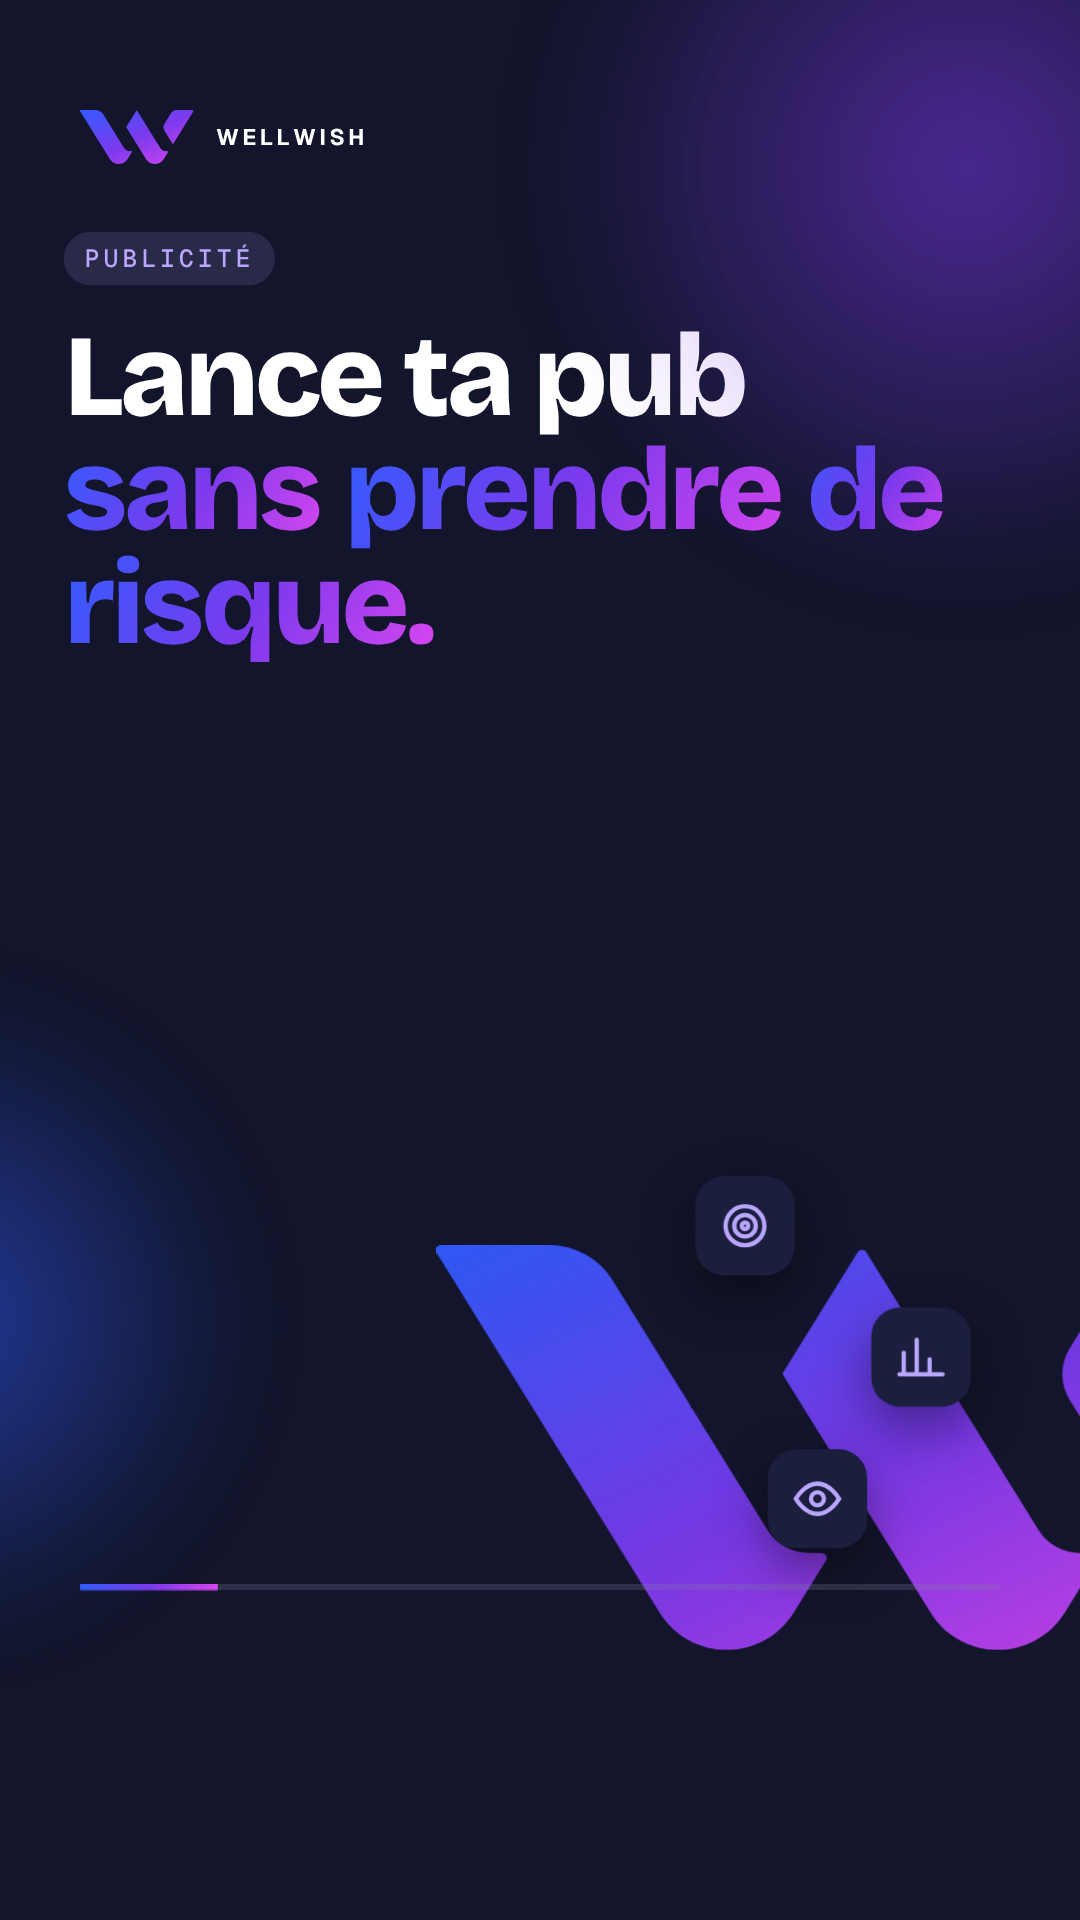 WELLWISH
PUBLICITÉ
Lance ta pub
sans prendre de
risque.